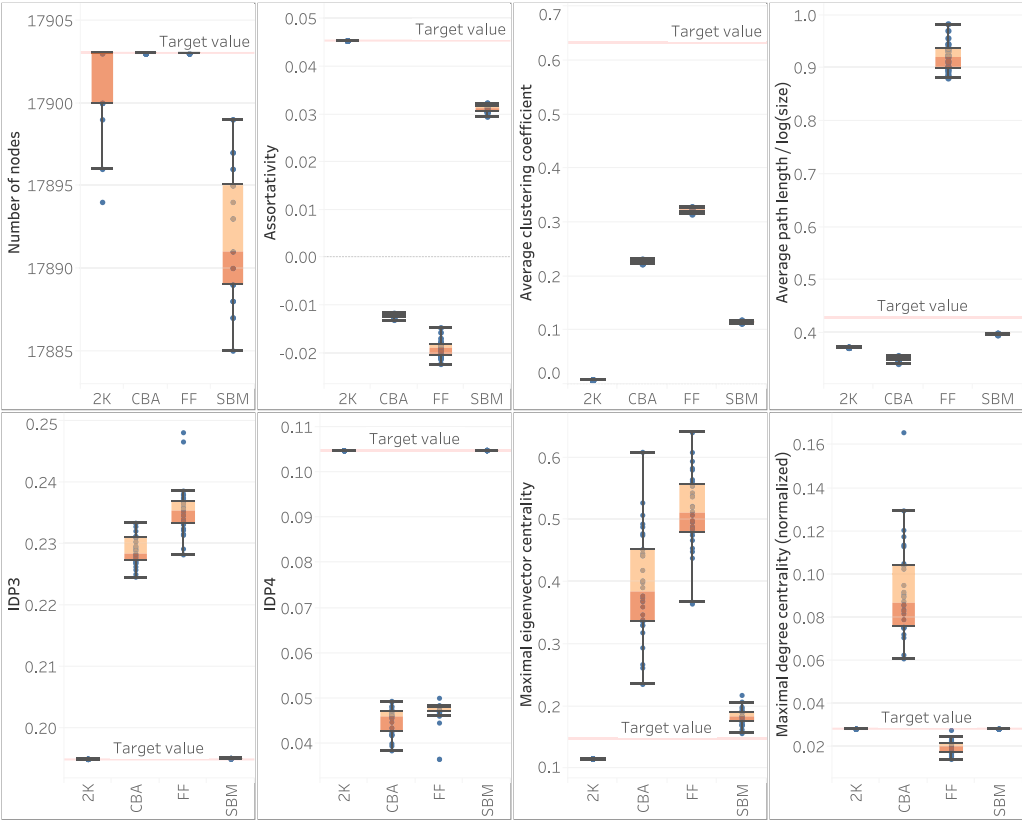 Number of nodes
17905
17900
17895
17890
17885
Target value
2K CBA FF SBM
Assortativity
0.05
0.04
0.03
0.02
0.01
0.00
-0.01
-0.02
Target value
2K CBA FF SBM
Average clustering coefficient
0.7
0.6
0.5
0.4
0.3
0.2
0.1
0.0
Target value
2K CBA FF SBM
Average path length / log(size)
1.0
0.9
0.8
0.7
0.6
0.5
0.4
Target value
2K CBA FF SBM
IDP3
0.25
0.24
0.23
0.22
0.21
0.20
Target value
2K CBA FF SBM
IDP4
0.11
0.10
0.09
0.08
0.07
0.06
0.05
0.04
Target value
2K CBA FF SBM
Maximal eigenvector centrality
0.6
0.5
0.4
0.3
0.2
0.1
Target value
2K CBA FF SBM
Maximal degree centrality (normalized)
0.16
0.14
0.12
0.10
0.08
0.06
0.04
0.02
Target value
2K CBA FF SBM